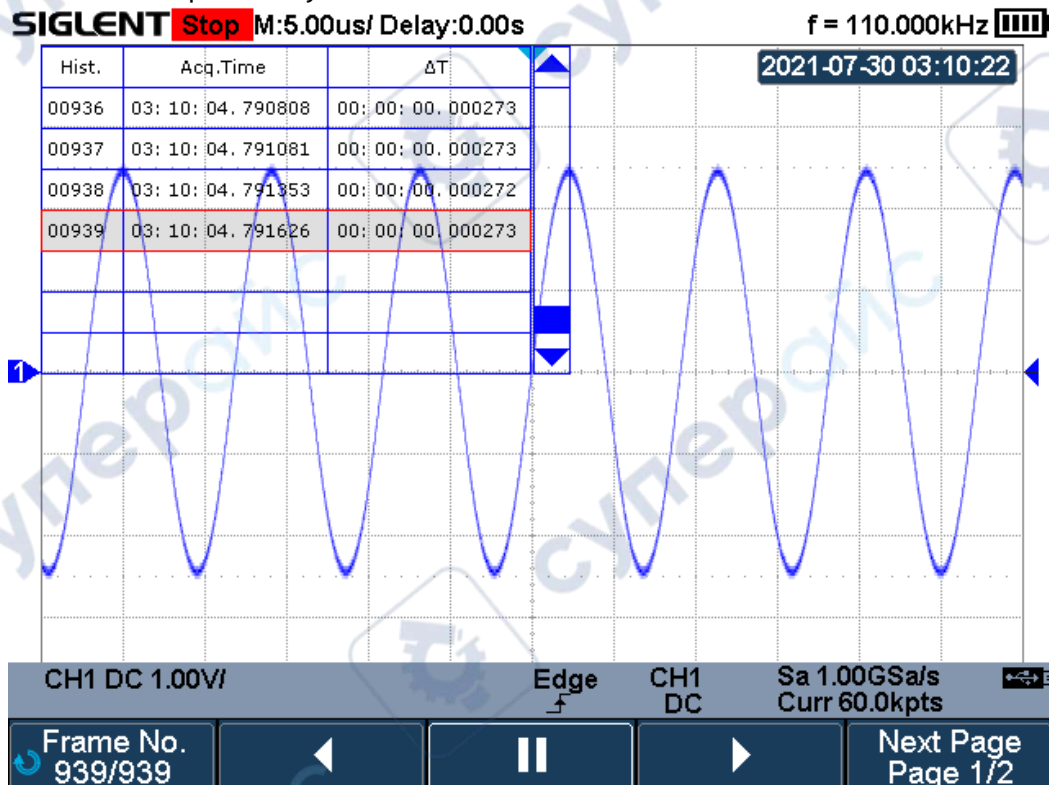 SIGLENT Stop M:5.00us/ Delay:0.00s f = 110.000kHz
2021-07-30 03:10:22
Hist. Acq.Time ΔT
00936 03: 10: 04. 790808 00: 00: 00. 000273
00937 03: 10: 04. 791081 00: 00: 00. 000273
00938 03: 10: 04. 791353 00: 00: 00. 000272
00939 03: 10: 04. 791626 00: 00: 00. 000273
1
CH1 DC 1.00V/ Edge CH1 Sa 1.00GSa/s
DC Curr 60.0kpts
Frame No. Next Page
939/939 Page 1/2
суперайс
суперайс